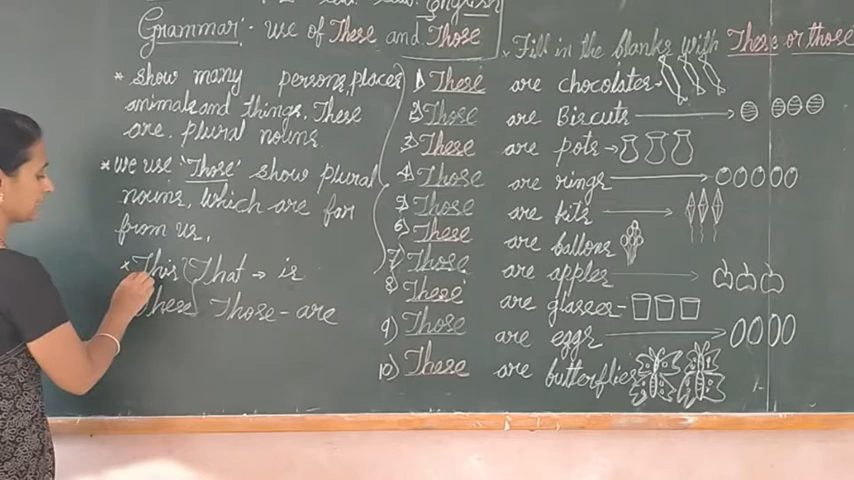 English
Grammar · use of These and Those
* show many persons, places
animals and things. These
are plural nouns.
* we use 'Those' show plural
nouns, which are far
from us.
* This That → is
These Those - are
* Fill in the blanks with These or those
1) These are chocolates
2) Those are Biscuts
3) These are pots
4) Those are rings
5) Those are kits
6) These are ballons
7) Those are apples
8) These are glasses
9) Those are eggs
10) These are butterflies